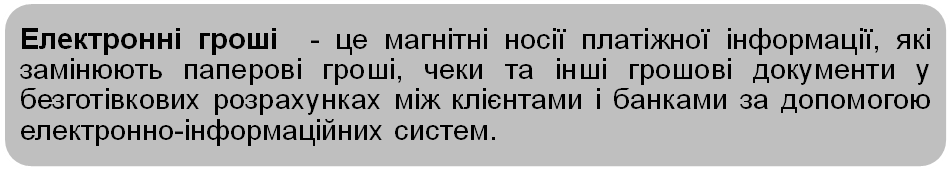 Електронні гроші - це магнітні носії платіжної інформації, які
замінюють паперові гроші, чеки та інші грошові документи у
безготівкових розрахунках між клієнтами і банками за допомогою
електронно-інформаційних систем.